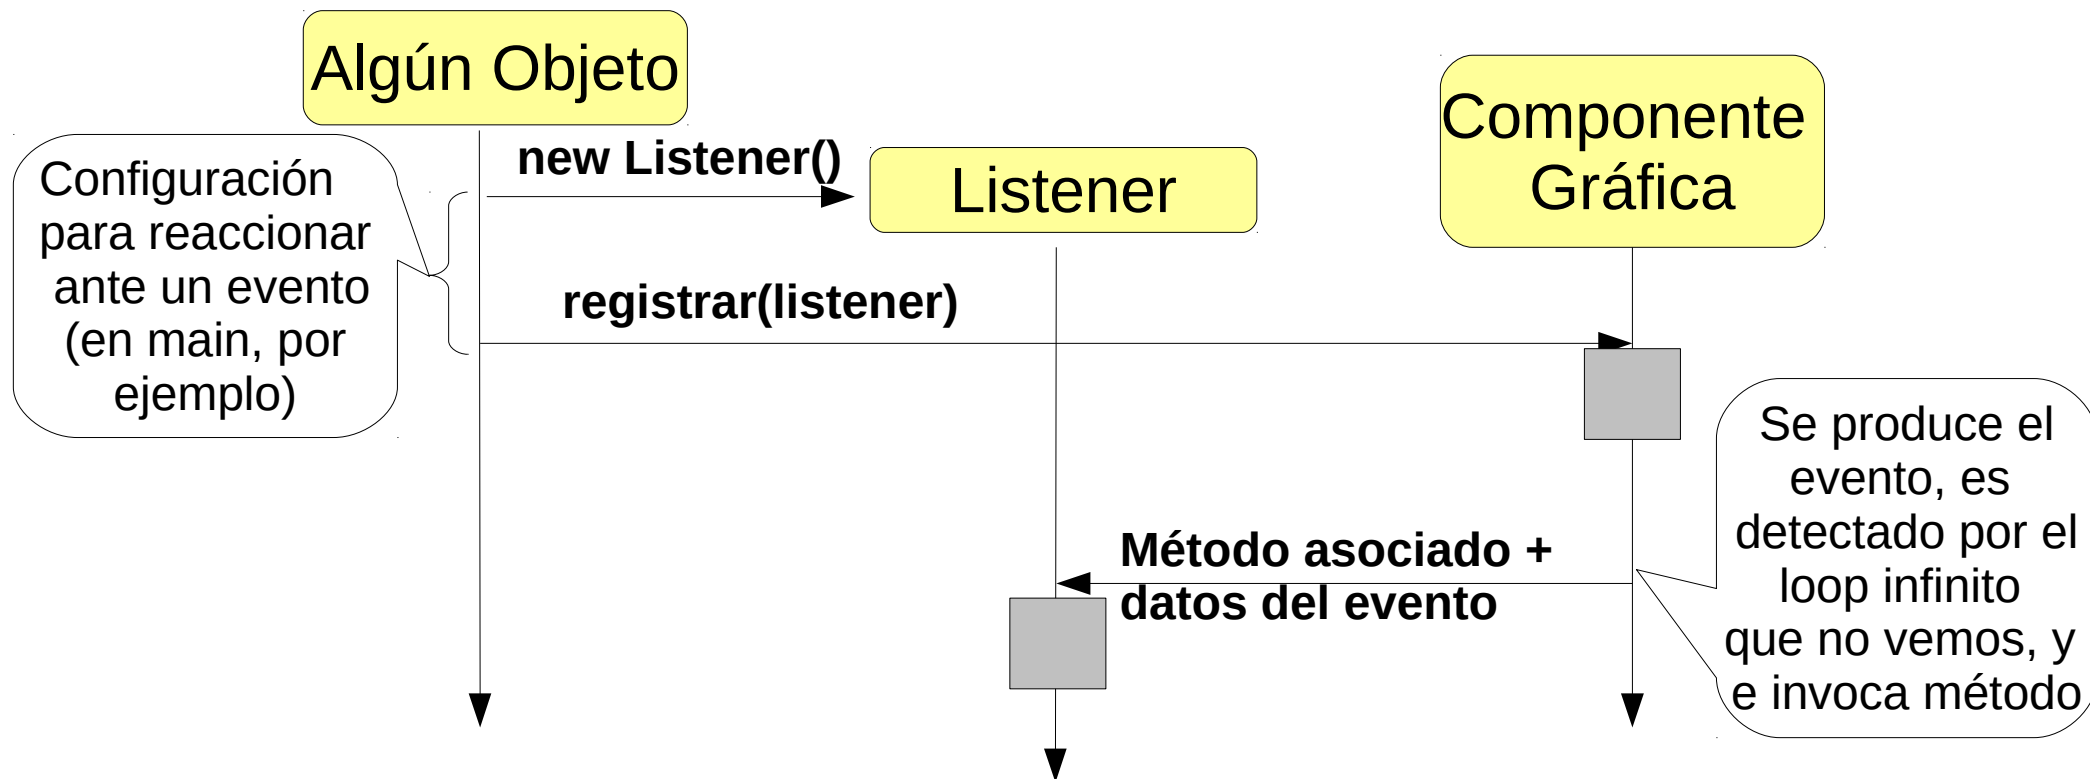 Algún Objeto
Componente
Gráfica
new Listener()
Listener
Configuración
para reaccionar
ante un evento
(en main, por
ejemplo)
registrar(listener)
Se produce el
evento, es
detectado por el
loop infinito
que no vemos, y
e invoca método
Método asociado +
datos del evento